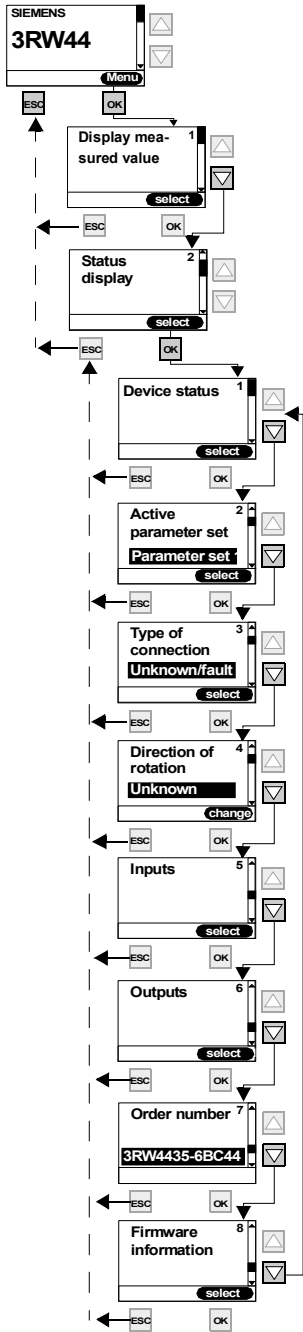 SIEMENS
3RW44
Menu
ESC OK
Display mea-
sured value
1
select
ESC OK
Status
display
2
select
ESC OK
Device status
1
select
ESC OK
Active
parameter set
2
Parameter set 1
select
ESC OK
Type of
connection
3
Unknown/fault
select
ESC OK
Direction of
rotation
4
Unknown
change
ESC OK
Inputs
5
select
ESC OK
Outputs
6
select
ESC OK
Order number
7
3RW4435-6BC44
ESC OK
Firmware
information
8
select
ESC OK